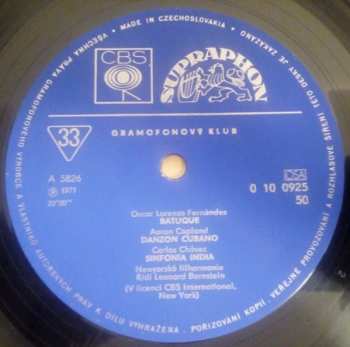 MADE IN CZECHOSLOVAKIA
VŠECHNA PRÁVA GRAMOFONOVÉHO VÝROBCE A VLASTNÍKŮ AUTORSKÝCH PRÁV K DÍLU VYHRAZENA. POŘIZOVÁNÍ KOPIÍ, VEŘEJNÉ PROVOZOVÁNÍ A ROZHLASOVÉ ŠÍŘENÍ TÉTO DESKY JE ZAKÁZÁNO
CBS
SUPRAPHON
GRAMOFONOVÝ KLUB
33
A 5826
Ⓟ 1971
OSA
0 10 0925
50
Oscar Lorenzo Fernândez
BATUQUE
Aaron Copland
DANZON CUBANO
Carlos Chávez
SINFONIA INDIA
Newyorská filharmonie
Řídí Leonard Bernstein
(V licenci CBS International,
New York)